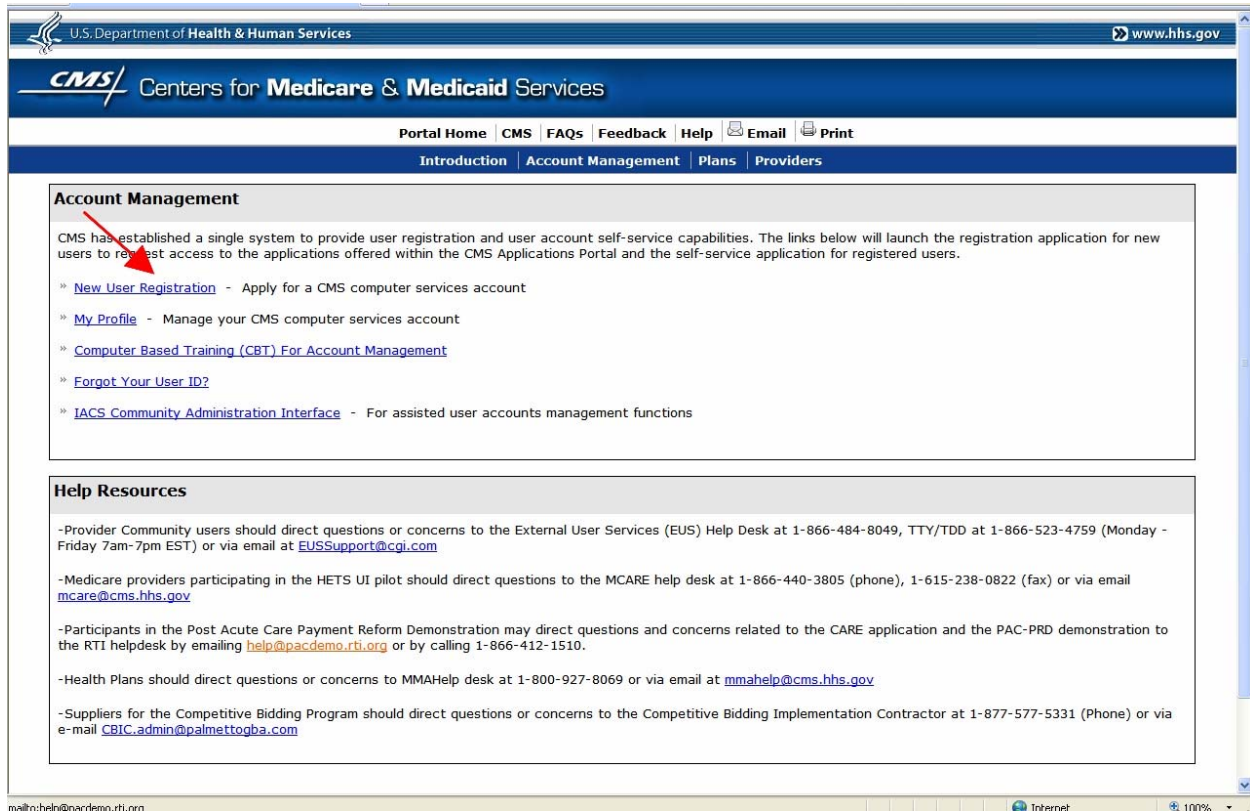 U.S. Department of Health & Human Services
www.hhs.gov
CMS Centers for Medicare & Medicaid Services
Portal Home CMS FAQs Feedback Help Email Print
Introduction Account Management Plans Providers
Account Management
CMS has established a single system to provide user registration and user account self-service capabilities. The links below will launch the registration application for new
users to request access to the applications offered within the CMS Applications Portal and the self-service application for registered users.
» New User Registration - Apply for a CMS computer services account
» My Profile - Manage your CMS computer services account
» Computer Based Training (CBT) For Account Management
» Forgot Your User ID?
» IACS Community Administration Interface - For assisted user accounts management functions
Help Resources
-Provider Community users should direct questions or concerns to the External User Services (EUS) Help Desk at 1-866-484-8049, TTY/TDD at 1-866-523-4759 (Monday -
Friday 7am-7pm EST) or via email at EUSSupport@cgi.com
-Medicare providers participating in the HETS UI pilot should direct questions to the MCARE help desk at 1-866-440-3805 (phone), 1-615-238-0822 (fax) or via email
mcare@cms.hhs.gov
-Participants in the Post Acute Care Payment Reform Demonstration may direct questions and concerns related to the CARE application and the PAC-PRD demonstration to
the RTI helpdesk by emailing help@pacdemo.rti.org or by calling 1-866-412-1510.
-Health Plans should direct questions or concerns to MMAHelp desk at 1-800-927-8069 or via email at mmahelp@cms.hhs.gov
-Suppliers for the Competitive Bidding Program should direct questions or concerns to the Competitive Bidding Implementation Contractor at 1-877-577-5331 (Phone) or via
e-mail CBIC.admin@palmettogba.com
mailto:help@pacdemo.rti.org
Internet
100%